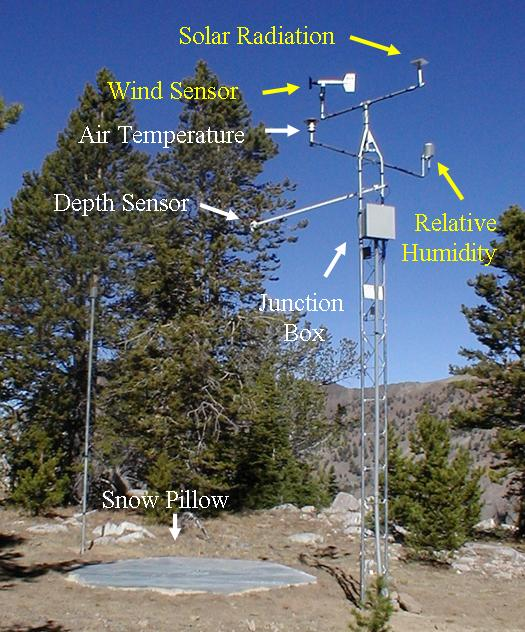 Solar Radiation
Wind Sensor
Air Temperature
Depth Sensor
Relative
Humidity
Junction
Box
Snow Pillow